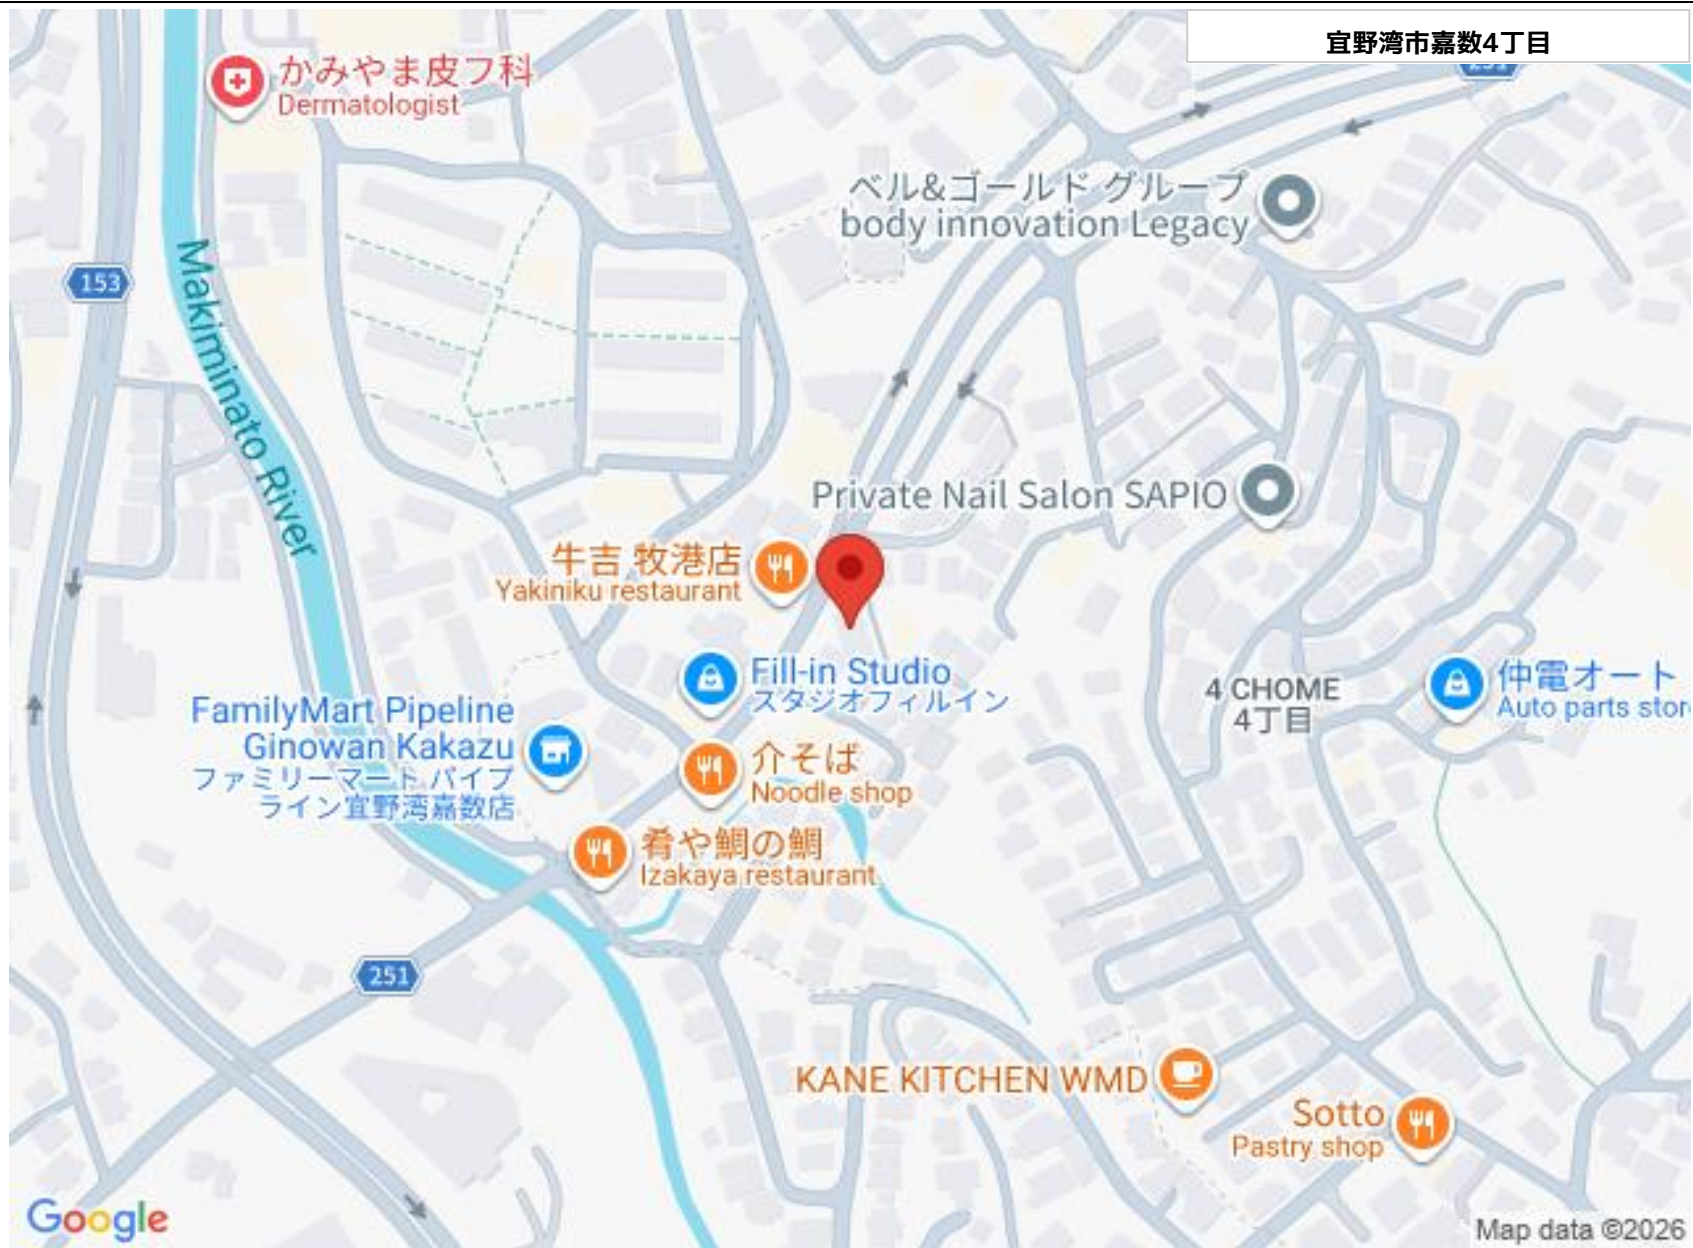 宜野湾市嘉数4丁目
かみやま皮フ科
Dermatologist
ベル&ゴールド グループ
body innovation Legacy
153
Makiminato River
Private Nail Salon SAPIO
牛吉 牧港店
Yakiniku restaurant
Fill-in Studio
スタジオフィルイン
4 CHOME
4丁目
仲電オート
Auto parts stor
FamilyMart Pipeline
Ginowan Kakazu
ファミリーマート パイプ
ライン宜野湾嘉数店
介そば
Noodle shop
肴や鯛の鯛
Izakaya restaurant
251
KANE KITCHEN WMD
Sotto
Pastry shop
Google
Map data ©2026